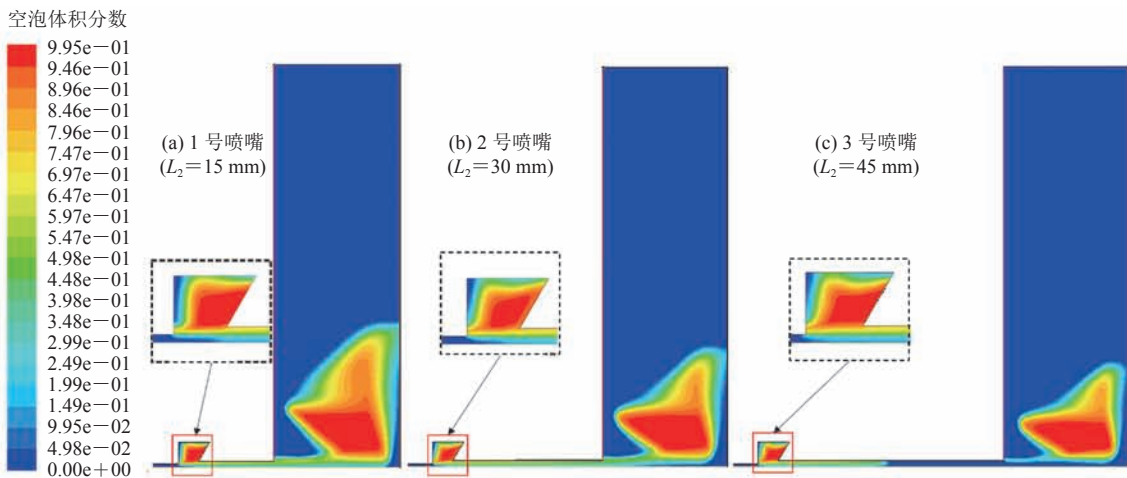 空泡体积分数
9.95e－01
9.46e－01
8.96e－01
8.46e－01
7.96e－01
7.47e－01
6.97e－01
6.47e－01
5.97e－01
5.47e－01
4.98e－01
4.48e－01
3.98e－01
3.48e－01
2.99e－01
2.49e－01
1.99e－01
1.49e－01
9.95e－02
4.98e－02
0.00e＋00
(a) 1 号喷嘴
(L₂＝15 mm)
(b) 2 号喷嘴
(L₂＝30 mm)
(c) 3 号喷嘴
(L₂＝45 mm)